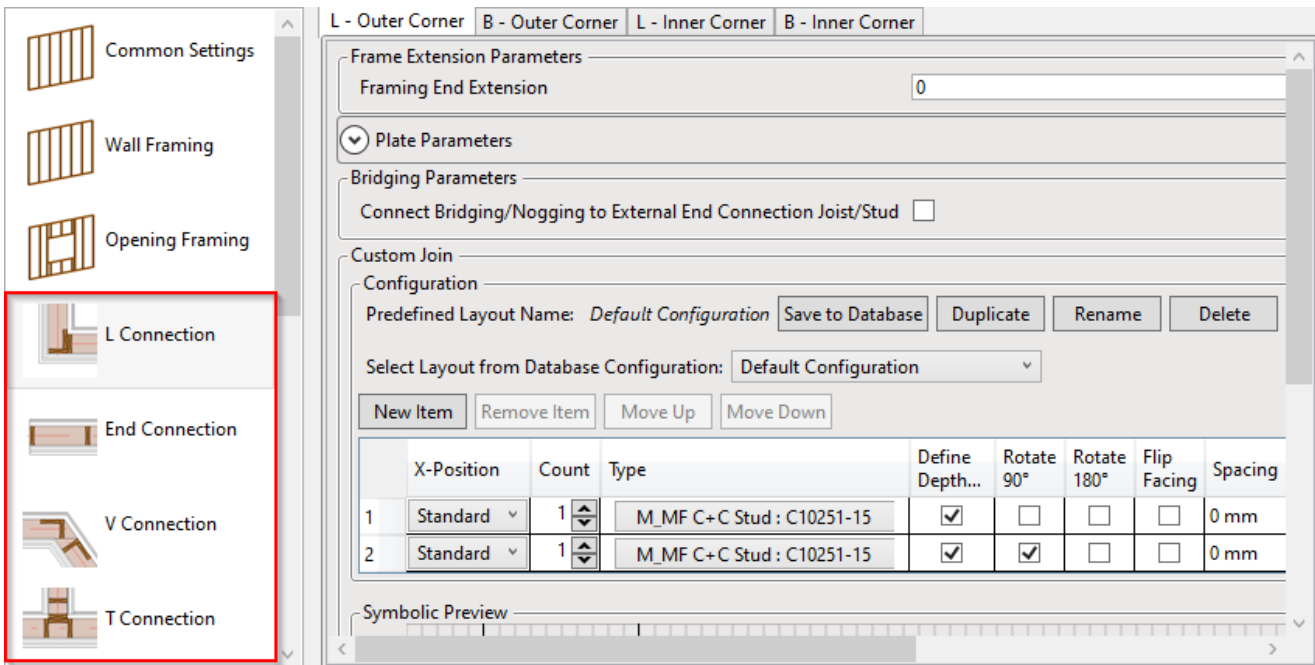 Common Settings
Wall Framing
Opening Framing
L Connection
End Connection
V Connection
T Connection
L - Outer Corner B - Outer Corner L - Inner Corner B - Inner Corner
Frame Extension Parameters
Framing End Extension 0
Plate Parameters
Bridging Parameters
Connect Bridging/Nogging to External End Connection Joist/Stud
Custom Join
Configuration
Predefined Layout Name: Default Configuration Save to Database Duplicate Rename Delete
Select Layout from Database Configuration: Default Configuration
New Item Remove Item Move Up Move Down
X-Position Count Type Define Depth... Rotate 90° Rotate 180° Flip Facing Spacing
1 Standard 1 M_MF C+C Stud : C10251-15 0 mm
2 Standard 1 M_MF C+C Stud : C10251-15 0 mm
Symbolic Preview